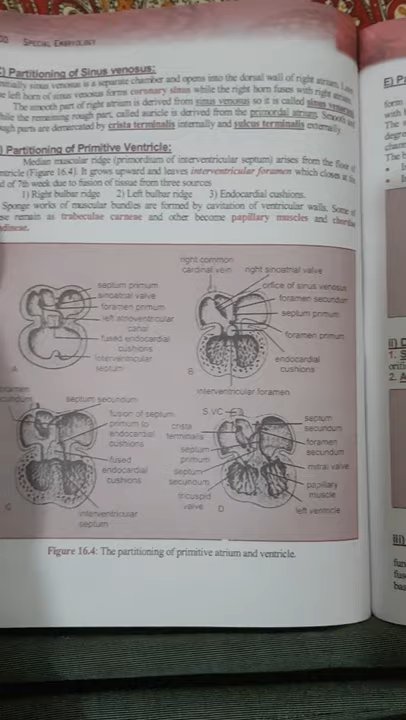 SPECIAL EMBRYOLOGY
) Partitioning of Sinus venosus:
initially sinus venosus is a separate chamber and opens into the dorsal wall of right atrium. Later
left horn of sinus venosus forms coronary sinus while the right horn fuses with right atrium.
The smooth part of right atrium is derived from sinus venosus so it is called sinus
while the remaining rough part, called auricle is derived from the primordial atrium. Smooth and
rough parts are demarcated by crista terminalis internally and sulcus terminalis externally.
) Partitioning of Primitive Ventricle:
Median muscular ridge (primordium of interventricular septum) arises from the floor of
ventricle (Figure 16.4). It grows upward and leaves interventricular foramen which closes at the
end of 7th week due to fusion of tissue from three sources
1) Right bulbar ridge 2) Left bulbar ridge 3) Endocardial cushions.
Sponge works of muscular bundles are formed by cavitation of ventricular walls. Some of
these remain as trabeculae carneae and other become papillary muscles and chordae
tendineae.
septum primum
sinoatrial valve
foramen primum
left atrioventricular
canal
fused endocardial
cushions
interventricular
septum
A
right common
cardinal vein
right sinoatrial valve
orifice of sinus venosus
foramen secundum
septum primum
foramen primum
endocardial
cushions
B
interventricular foramen
foramen
secundum
septum secundum
fusion of septum
primum to
endocardial
cushions
fused
endocardial
cushions
interventricular
septum
C
S.VC
crista
terminalis
septum
primum
septum
secundum
tricuspid
valve
D
septum
secundum
foramen
secundum
mitral valve
papillary
muscle
left ventricle
Figure 16.4: The partitioning of primitive atrium and ventricle.